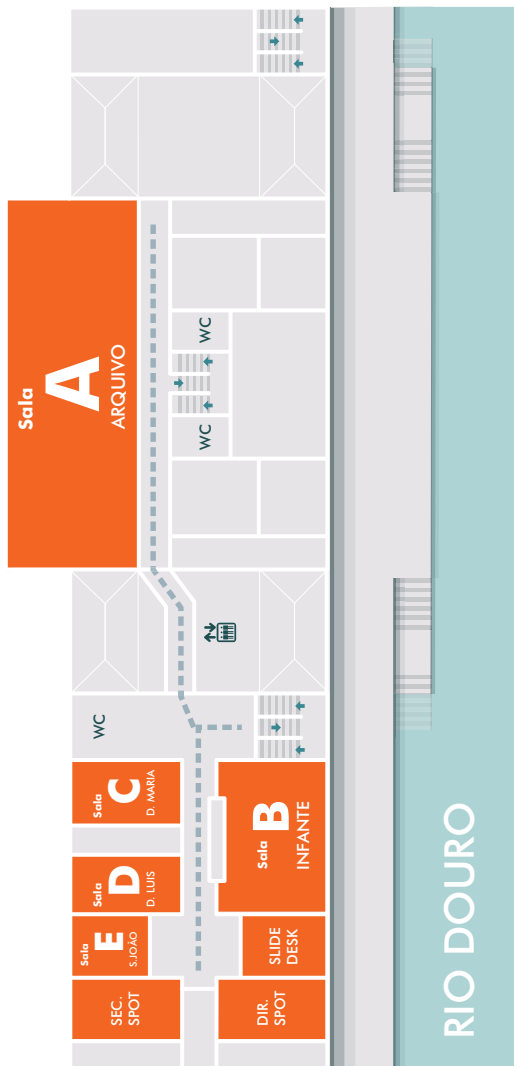 Sala
A
ARQUIVO
WC
WC
WC
Sala
C
D. MARIA
Sala
B
INFANTE
Sala
D
D. LUIS
Sala
E
S.JOÃO
SLIDE
DESK
SEC.
SPOT
DIR.
SPOT
RIO DOURO